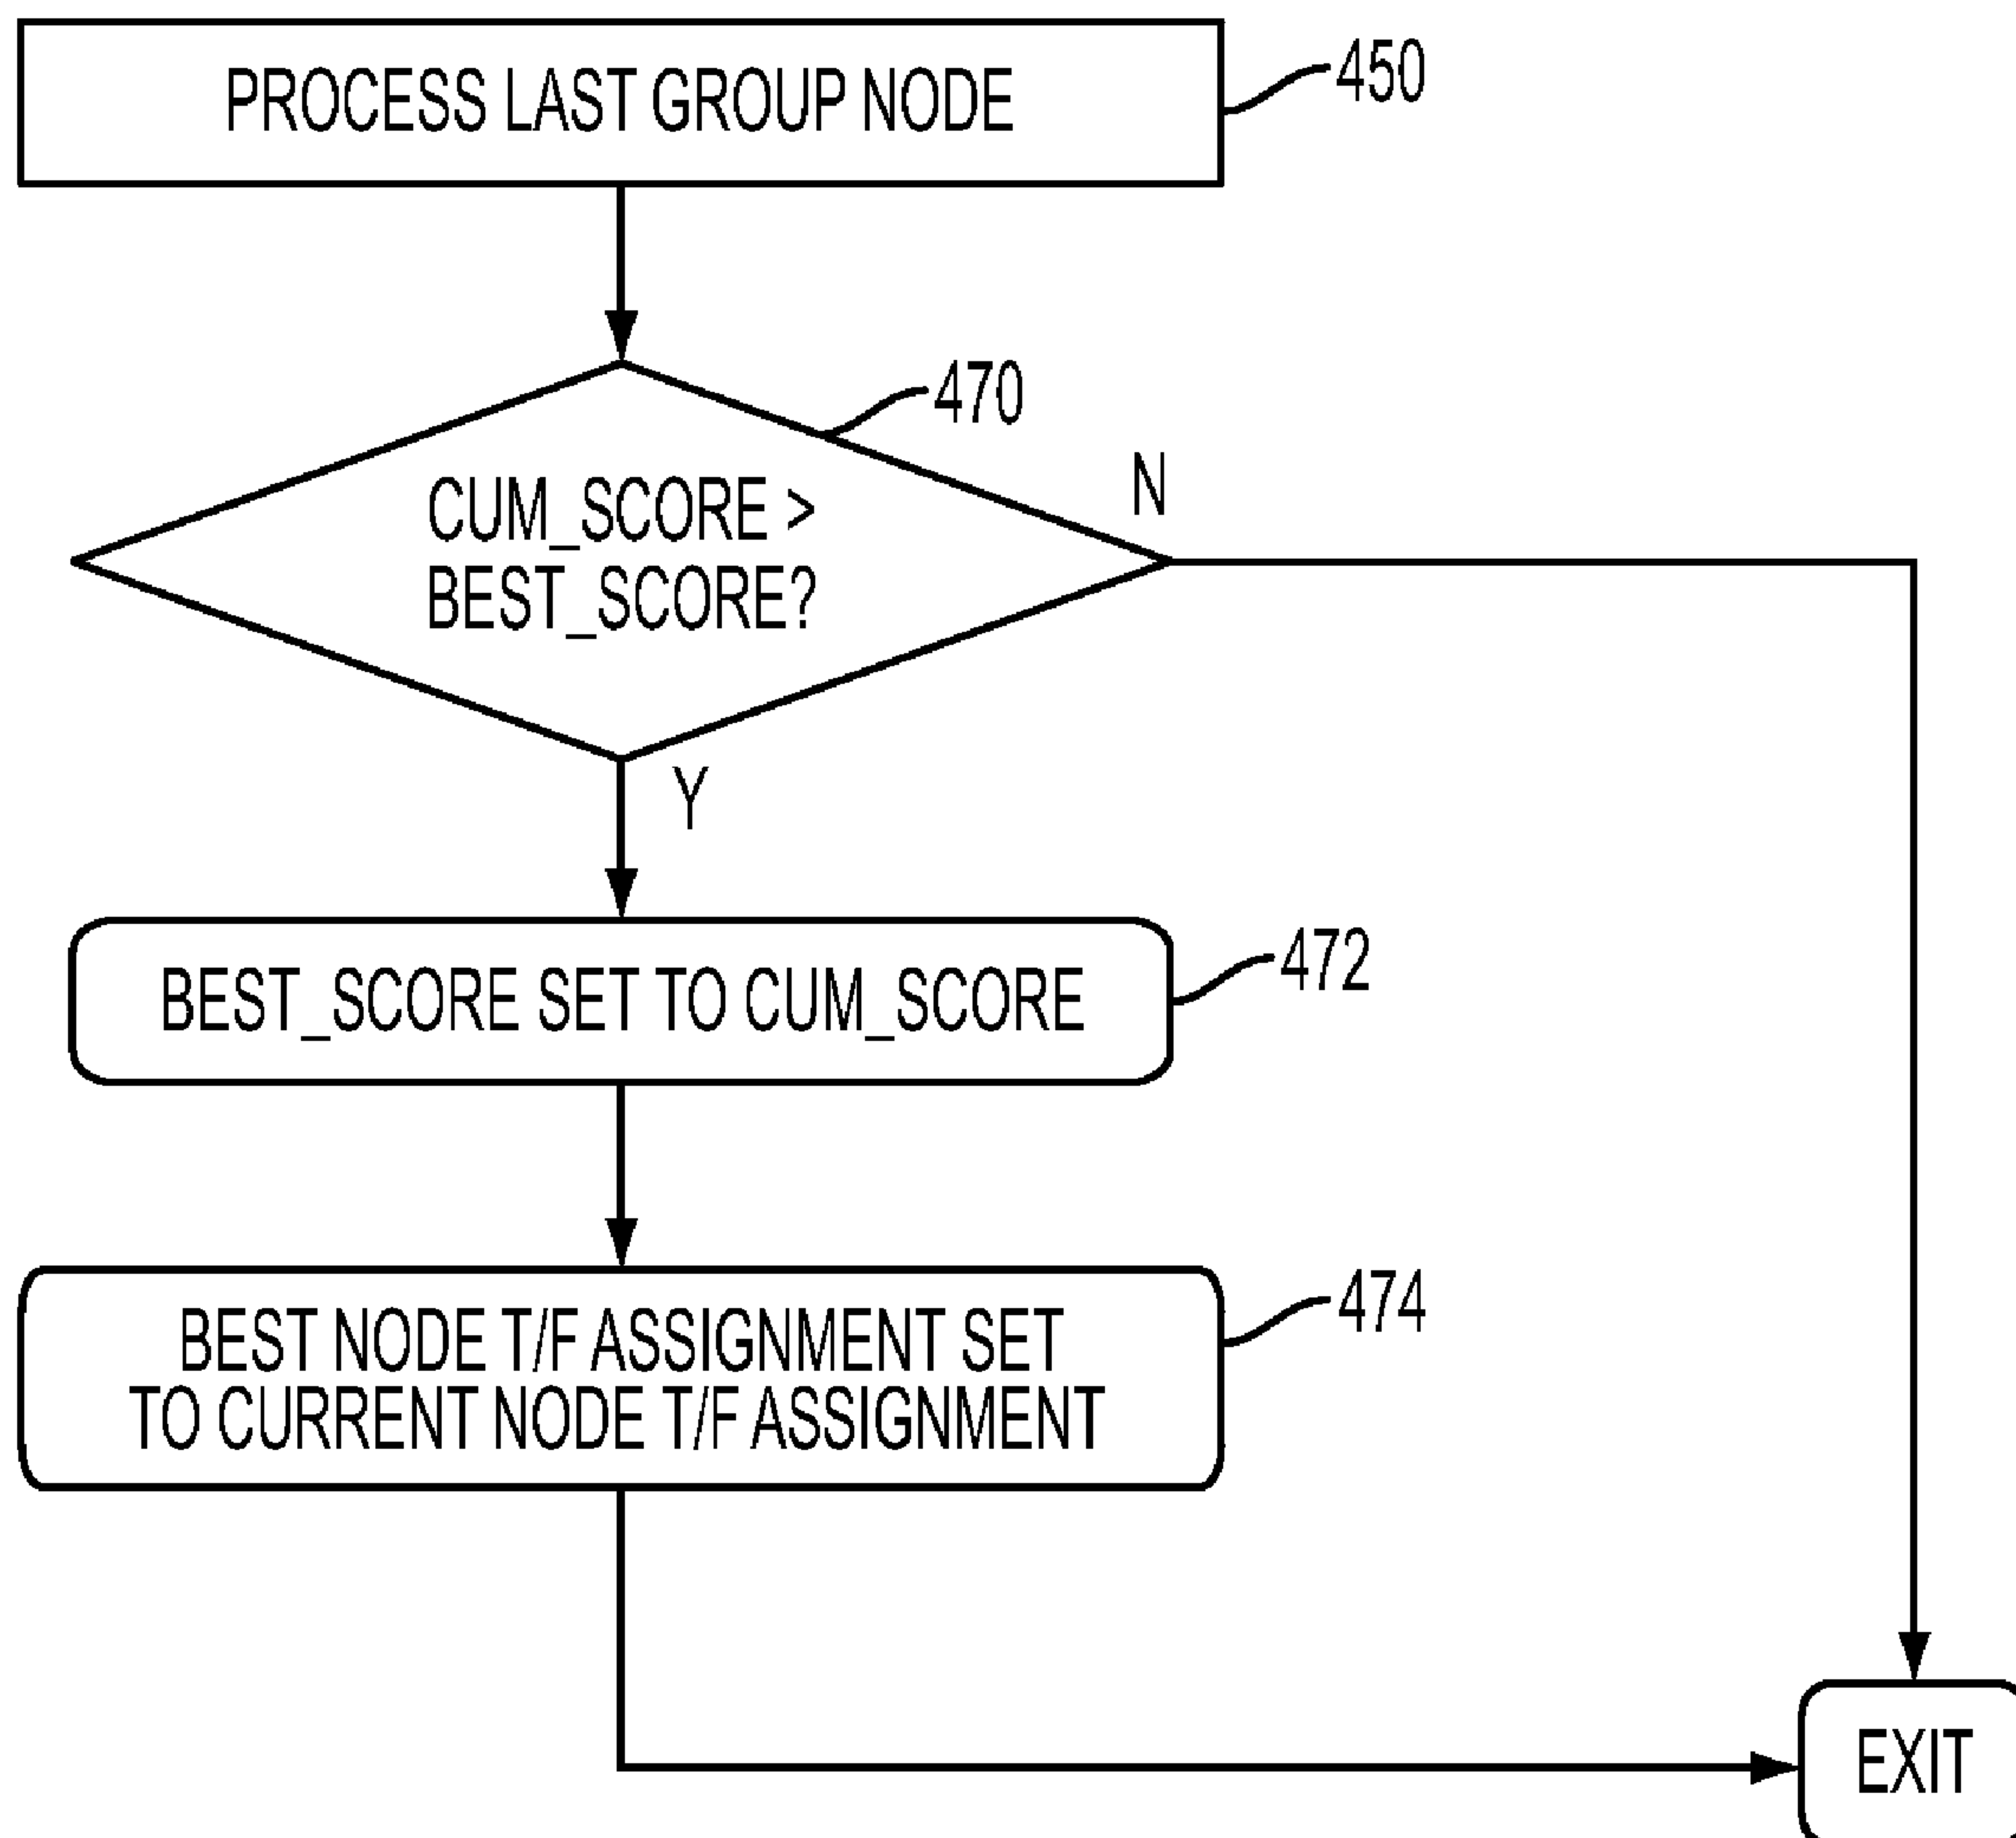 PROCESS LAST GROUP NODE
450
470
CUM_SCORE >
BEST_SCORE?
N
Y
BEST_SCORE SET TO CUM_SCORE
472
BEST NODE T/F ASSIGNMENT SET
TO CURRENT NODE T/F ASSIGNMENT
474
EXIT